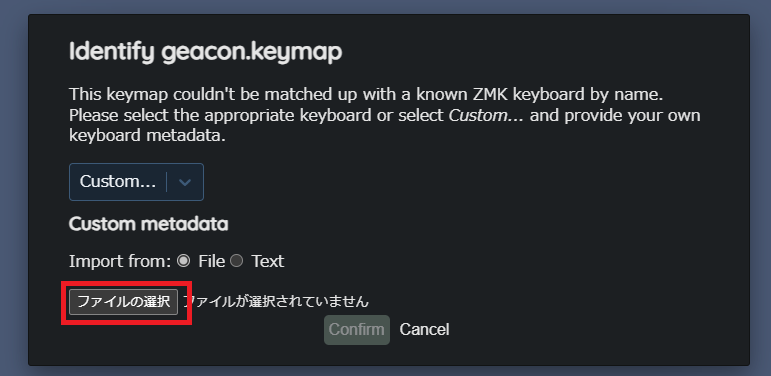 Identify geacon.keymap
This keymap couldn't be matched up with a known ZMK keyboard by name.
Please select the appropriate keyboard or select Custom... and provide your own
keyboard metadata.
Custom...
Custom metadata
Import from: File Text
ファイルの選択 ファイルが選択されていません
Confirm Cancel